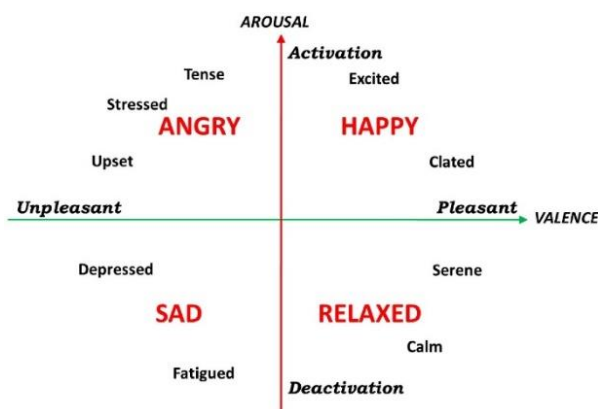 AROUSAL
Activation
Tense
Excited
Stressed
ANGRY
HAPPY
Upset
Clated
Unpleasant
Pleasant
VALENCE
Depressed
Serene
SAD
RELAXED
Calm
Fatigued
Deactivation